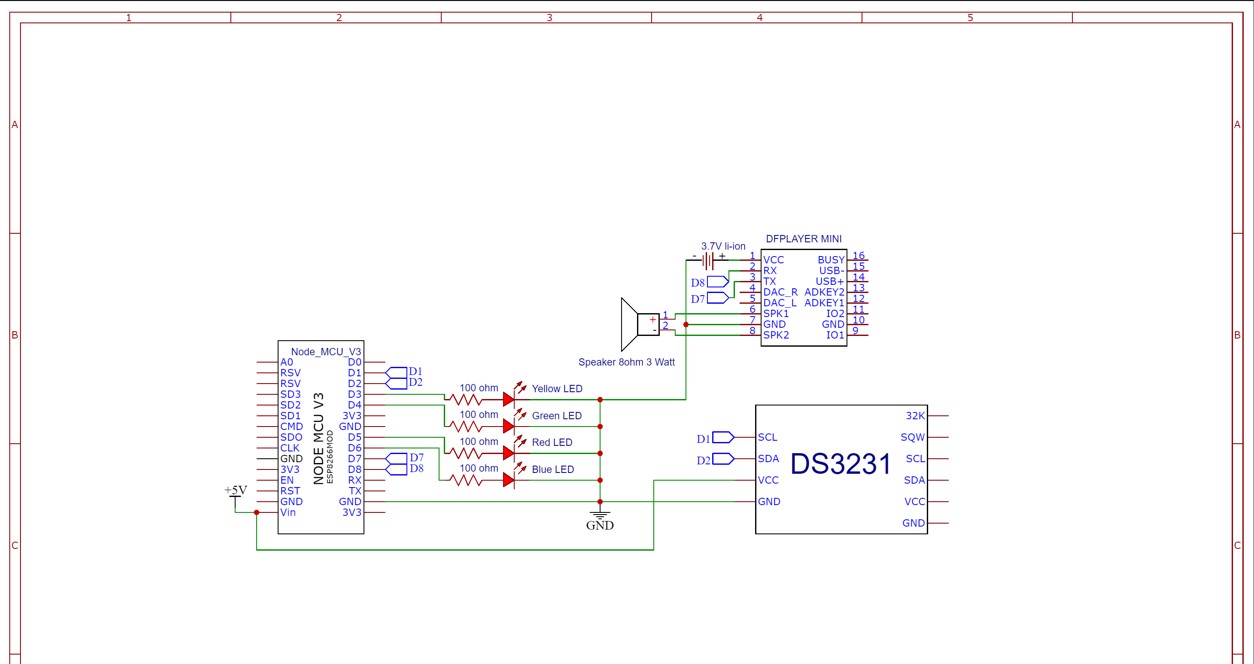 1 2 3 4 5
A A
B B
C C
DFPLAYER MINI
3.7V li-ion
- +
1 VCC BUSY 16
2 RX USB- 15
3 TX USB+ 14
4 DAC_R ADKEY2 13
5 DAC_L ADKEY1 12
6 SPK1 IO2 11
7 GND GND 10
8 SPK2 IO1 9
D8
D7
+ 1
- 2
Speaker 8ohm 3 Watt
Node_MCU_V3
A0 D0
RSV D1
RSV D2
SD3 D3
SD2 D4
SD1 3V3
CMD GND
SDO D5
CLK D6
GND D7
3V3 D8
EN RX
RST TX
GND GND
Vin 3V3
NODE MCU V3
ESP8266MOD
D1
D2
D7
D8
+5V
100 ohm Yellow LED
100 ohm Green LED
100 ohm Red LED
100 ohm Blue LED
GND
D1
D2
DS3231
SCL
SDA
VCC
GND
32K
SQW
SCL
SDA
VCC
GND